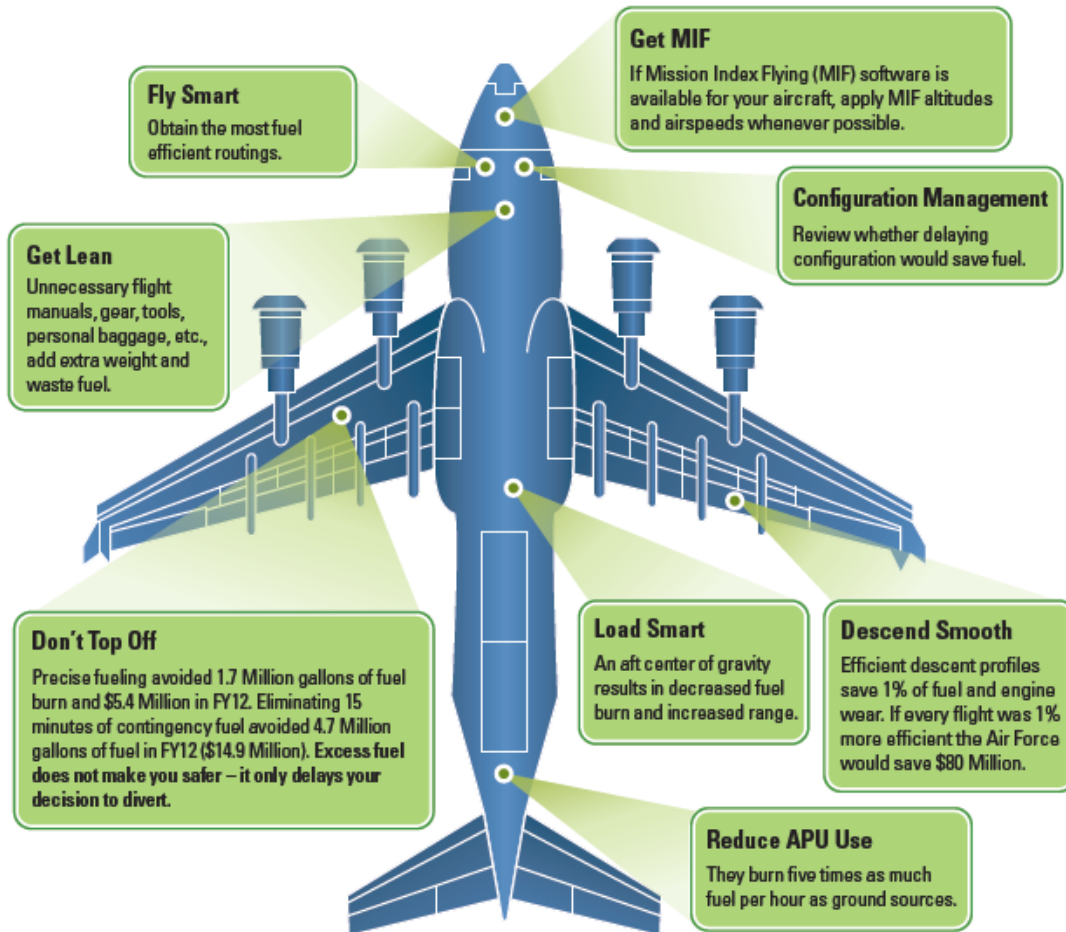 Get MIF
If Mission Index Flying (MIF) software is
available for your aircraft, apply MIF altitudes
and airspeeds whenever possible.
Fly Smart
Obtain the most fuel
efficient routings.
Configuration Management
Review whether delaying
configuration would save fuel.
Get Lean
Unnecessary flight
manuals, gear, tools,
personal baggage, etc.,
add extra weight and
waste fuel.
Don't Top Off
Precise fueling avoided 1.7 Million gallons of fuel
burn and $5.4 Million in FY12. Eliminating 15
minutes of contingency fuel avoided 4.7 Million
gallons of fuel in FY12 ($14.9 Million). Excess fuel
does not make you safer – it only delays your
decision to divert.
Load Smart
An aft center of gravity
results in decreased fuel
burn and increased range.
Descend Smooth
Efficient descent profiles
save 1% of fuel and engine
wear. If every flight was 1%
more efficient the Air Force
would save $80 Million.
Reduce APU Use
They burn five times as much
fuel per hour as ground sources.